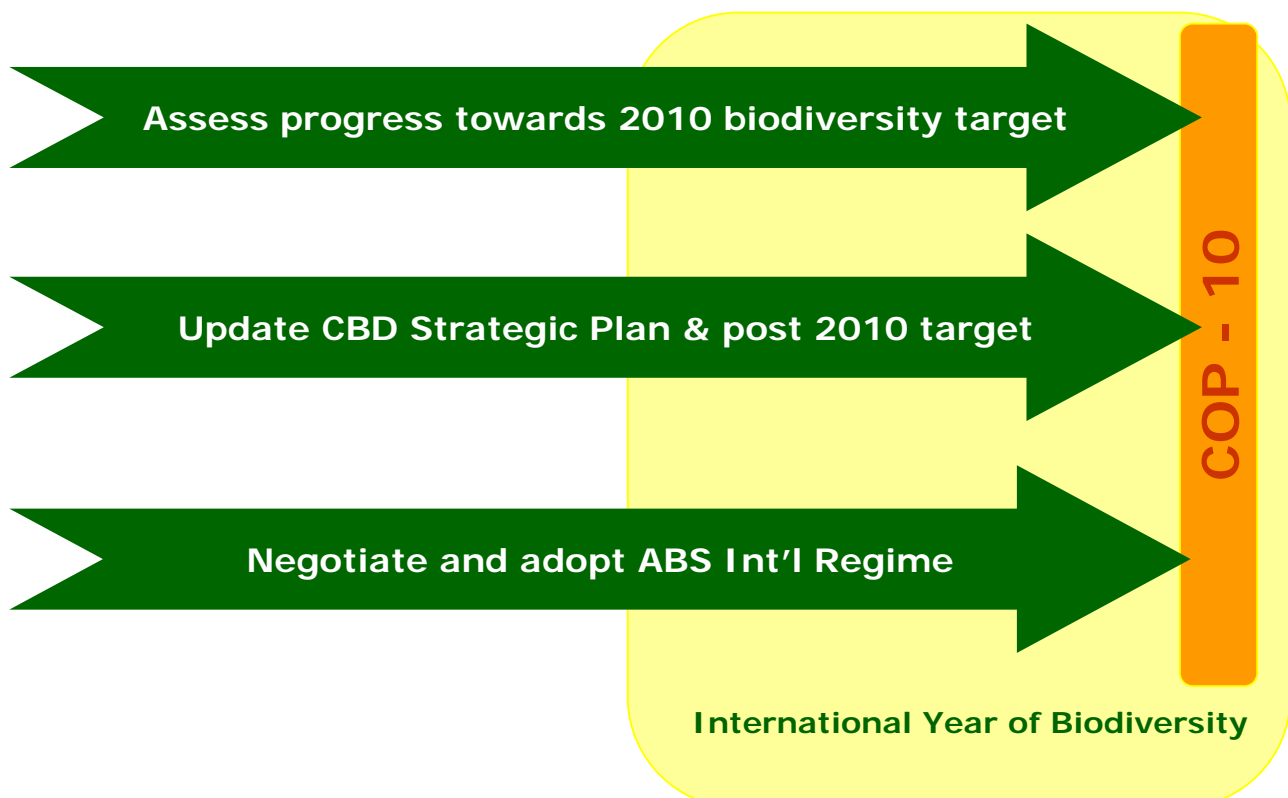 Assess progress towards 2010 biodiversity target
Update CBD Strategic Plan & post 2010 target
Negotiate and adopt ABS Int’l Regime
COP - 10
International Year of Biodiversity